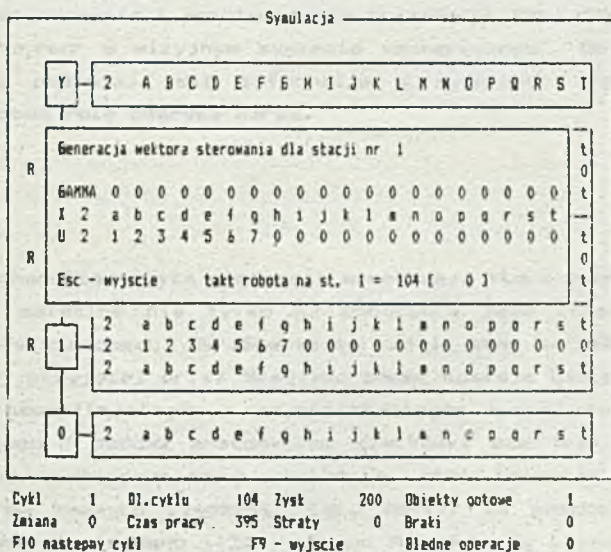 Symulacja
Y 2 A B C D E F G H I J K L M N O P Q R S T
Generacja wektora sterowania dla stacji nr 1
t
R
0
GAMMA 0 0 0 0 0 0 0 0 0 0 0 0 0 0 0 0 0 0 0 0
t
X 2 a b c d e f g h i j k l m n o p q r s t
U 2 1 2 3 4 5 6 7 0 0 0 0 0 0 0 0 0 0 0 0 0
t
R
0
Esc - wyjscie takt robota na st. 1 = 104 [ 0 ]
t
2 a b c d e f g h i j k l m n o p q r s t
R 1 2 1 2 3 4 5 6 7 0 0 0 0 0 0 0 0 0 0 0 0 0
2 a b c d e f g h i j k l m n o p q r s t
0 2 a b c d e f g h i j k l m n o p q r s t
Cykl 1 Dl.cyklu 104 Zysk 200 Obiekty gotowe 1
Zmiana 0 Czas pracy 395 Straty 0 Braki 0
F10 nastepny cykl F9 - wyjscie Bledne operacje 0